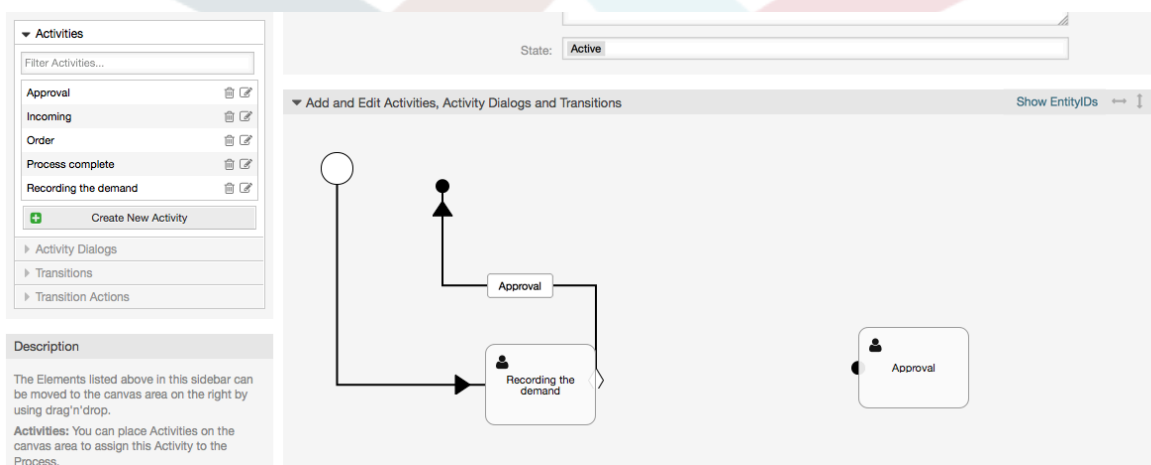 Activities
Filter Activities...
Approval
Incoming
Order
Process complete
Recording the demand
Create New Activity
Activity Dialogs
Transitions
Transition Actions
Description
The Elements listed above in this sidebar can
be moved to the canvas area on the right by
using drag'n'drop.
Activities: You can place Activities on the
canvas area to assign this Activity to the
Process.
State:
Active
Add and Edit Activities, Activity Dialogs and Transitions
Show EntityIDs
Approval
Recording the
demand
Approval